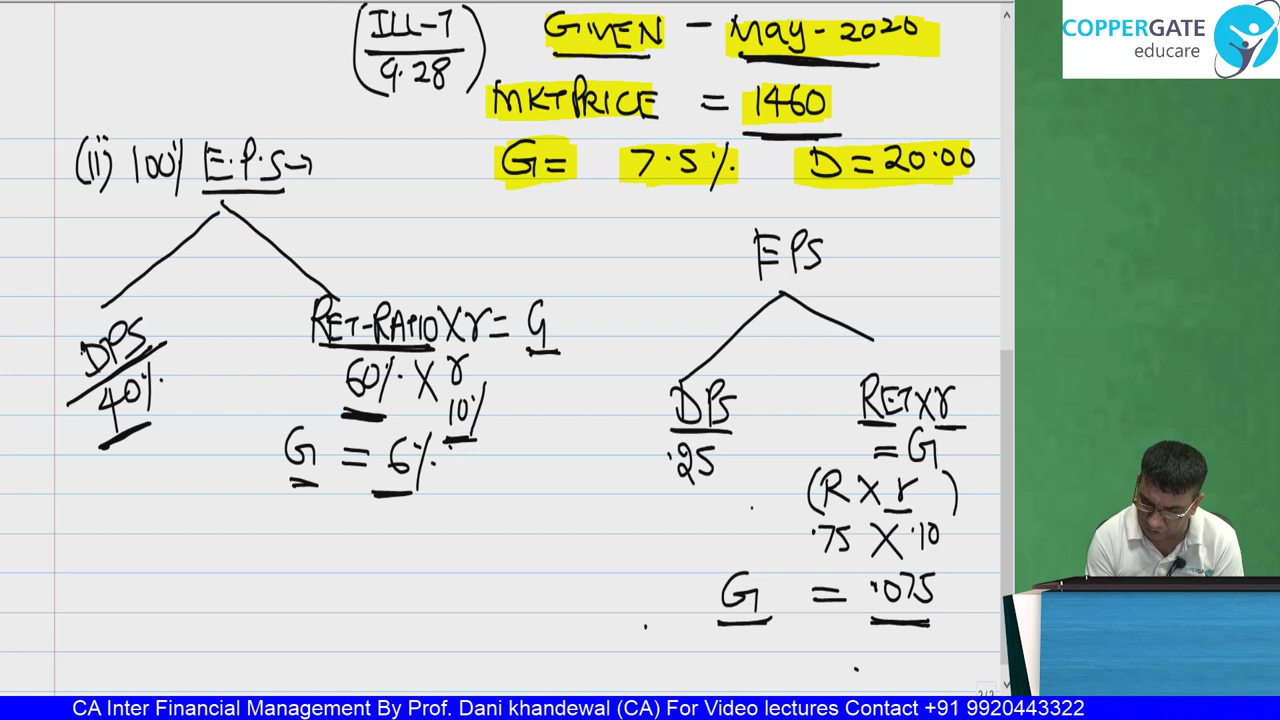 COPPERGATE
educare
(ILL-7
9.28)
GIVEN - May-2020
MKT PRICE = 1460
G = 7.5% D = 20.00
(ii) 100% E.P.S →
DPS
40%
RET-RATIO X r = G
60% X r
10%
G = 6%
EPS
DPS
.25
RET X r
= G
(R X r)
.75 X .10
G = .075
CA Inter Financial Management By Prof. Dani khandewal (CA) For Video lectures Contact +91 9920443322